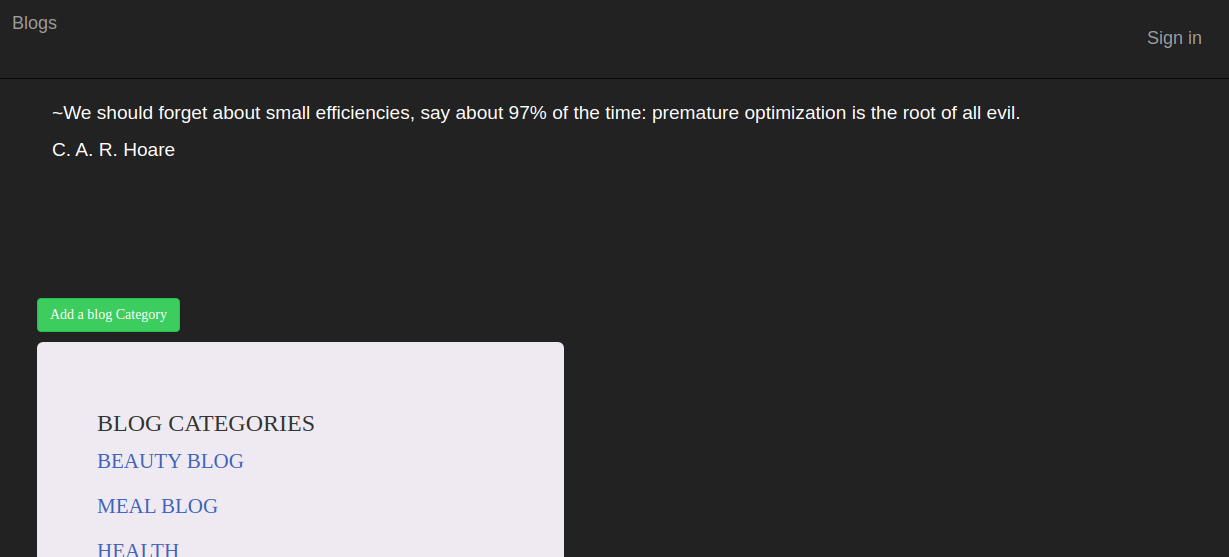 Blogs
Sign in
~We should forget about small efficiencies, say about 97% of the time: premature optimization is the root of all evil.
C. A. R. Hoare
Add a blog Category
BLOG CATEGORIES
BEAUTY BLOG
MEAL BLOG
HEALTH